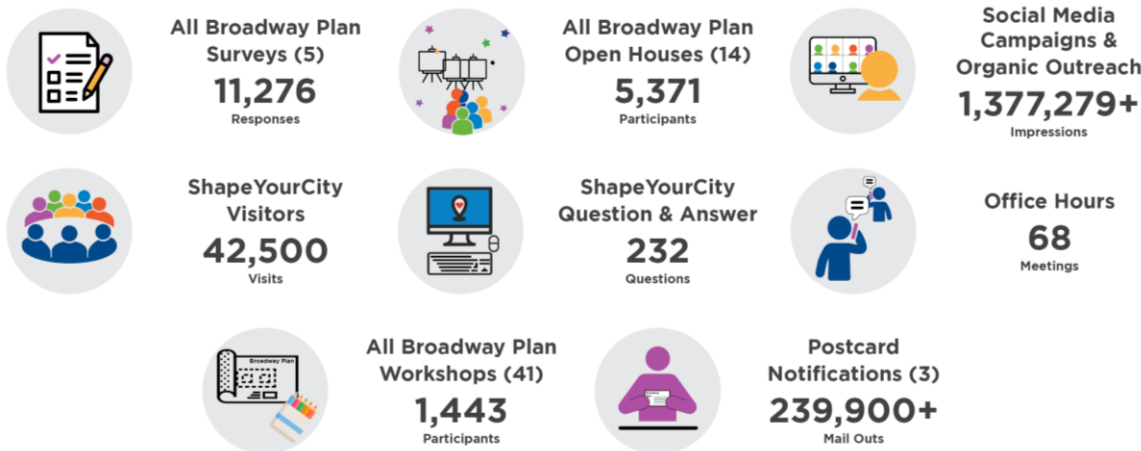 All Broadway Plan
Surveys (5)
11,276
Responses
All Broadway Plan
Open Houses (14)
5,371
Participants
Social Media
Campaigns &
Organic Outreach
1,377,279+
Impressions
ShapeYourCity
Visitors
42,500
Visits
ShapeYourCity
Question & Answer
232
Questions
Office Hours
68
Meetings
Broadway Plan
All Broadway Plan
Workshops (41)
1,443
Participants
Postcard
Notifications (3)
239,900+
Mail Outs